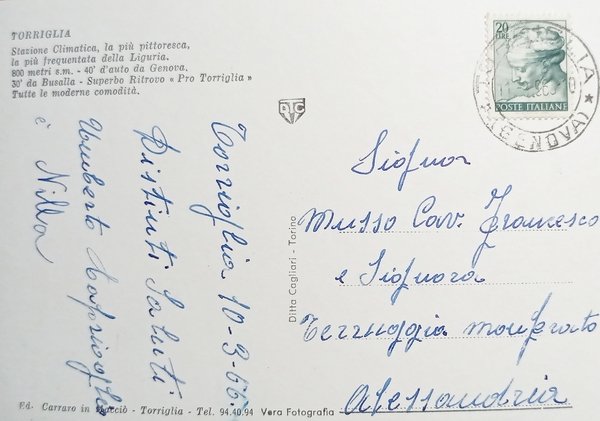 TORRIGLIA
Stazione Climatica, la più pittoresca,
la più frequentata della Liguria.
800 metri s.m. - 40' d'auto da Genova.
30' da Busalla - Superbo Ritrovo « Pro Torriglia »
Tutte le moderne comodità.
Torriglia 10-3-66
Distinti Saluti
Umberto
è Nilla
Ditta Cagliari - Torino
20
LIRE
POSTE ITALIANE
(GENOVA)
Signor
Musso Cav. Francesco
e Signora
Terruggia Monferrato
Alessandria
Ed. Carraro in Macciò - Torriglia - Tel. 94.40.94 Vera Fotografia